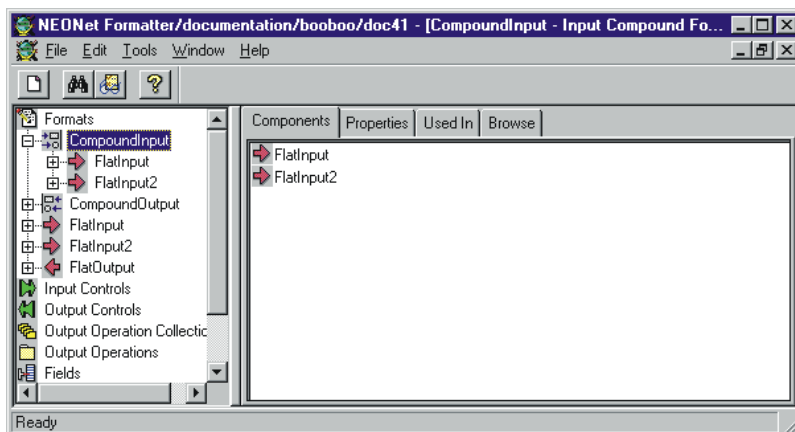 NEONet Formatter/documentation/booboo/doc41 - [CompoundInput - Input Compound Fo...
File Edit Tools Window Help
Formats
CompoundInput
FlatInput
FlatInput2
CompoundOutput
FlatInput
FlatInput2
FlatOutput
Input Controls
Output Controls
Output Operation Collectic
Output Operations
Fields
Components Properties Used In Browse
FlatInput
FlatInput2
Ready